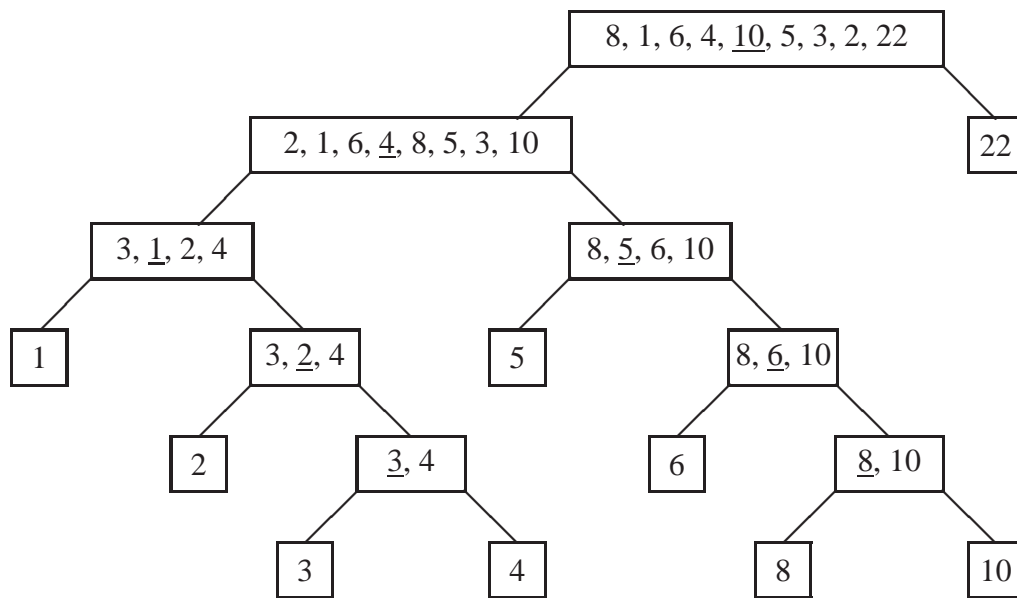 8, 1, 6, 4, 10, 5, 3, 2, 22
2, 1, 6, 4, 8, 5, 3, 10
22
3, 1, 2, 4
8, 5, 6, 10
1
3, 2, 4
5
8, 6, 10
2
3, 4
6
8, 10
3
4
8
10